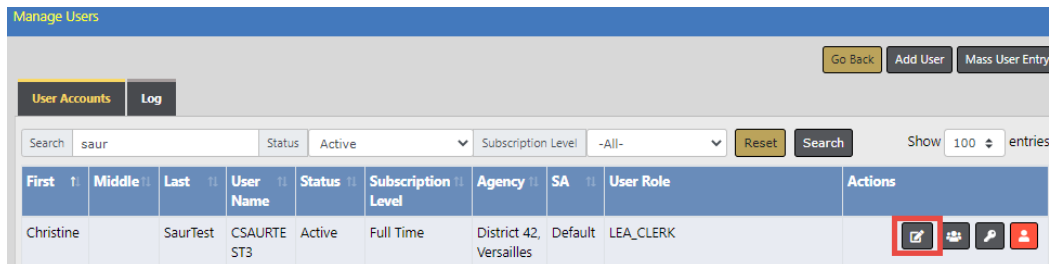 Manage Users
Go Back Add User Mass User Entry
User Accounts Log
Search saur Status Active Subscription Level -All- Reset Search Show 100 entries
First Middle Last User Name Status Subscription Level Agency SA User Role Actions
Christine SaurTest CSAURTE Active Full Time District 42, Default LEA_CLERK
ST3 Versailles